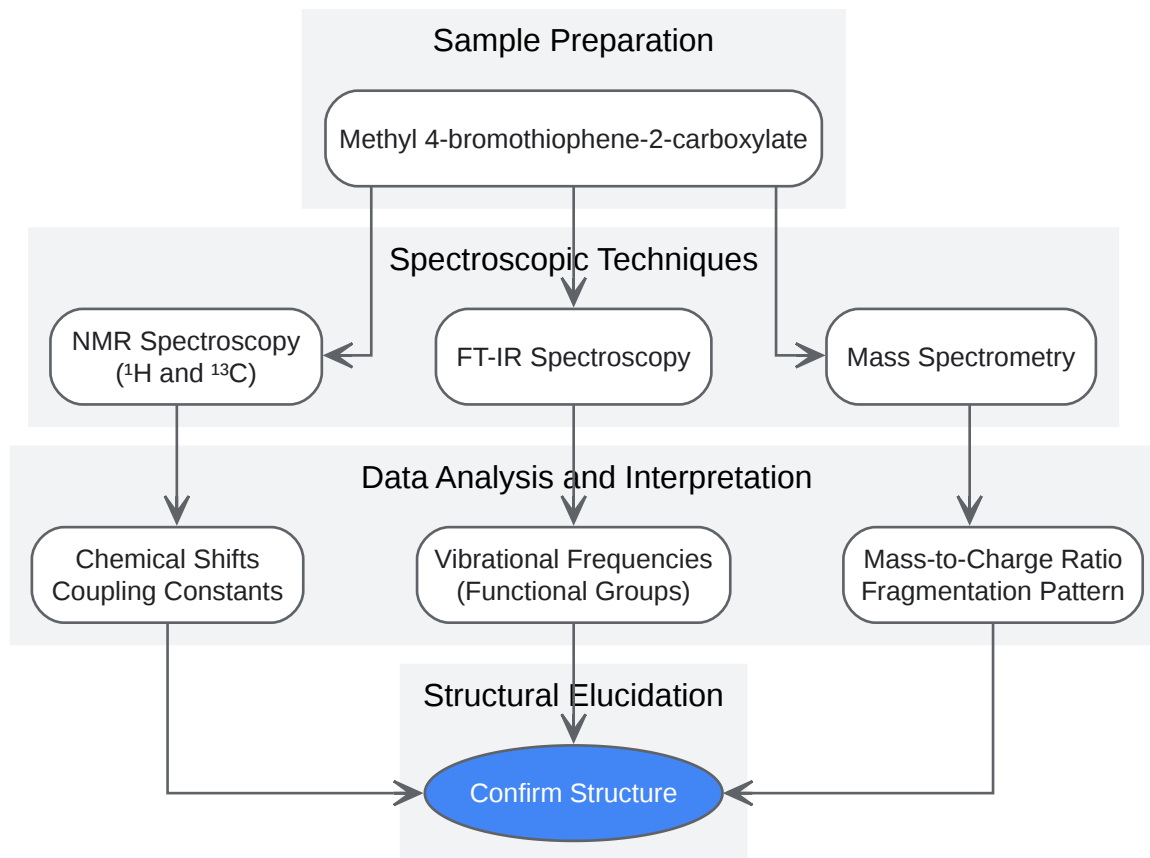 Sample Preparation
Methyl 4-bromothiophene-2-carboxylate
Spectroscopic Techniques
NMR Spectroscopy
(¹H and ¹³C)
FT-IR Spectroscopy
Mass Spectrometry
Data Analysis and Interpretation
Chemical Shifts
Coupling Constants
Vibrational Frequencies
(Functional Groups)
Mass-to-Charge Ratio
Fragmentation Pattern
Structural Elucidation
Confirm Structure